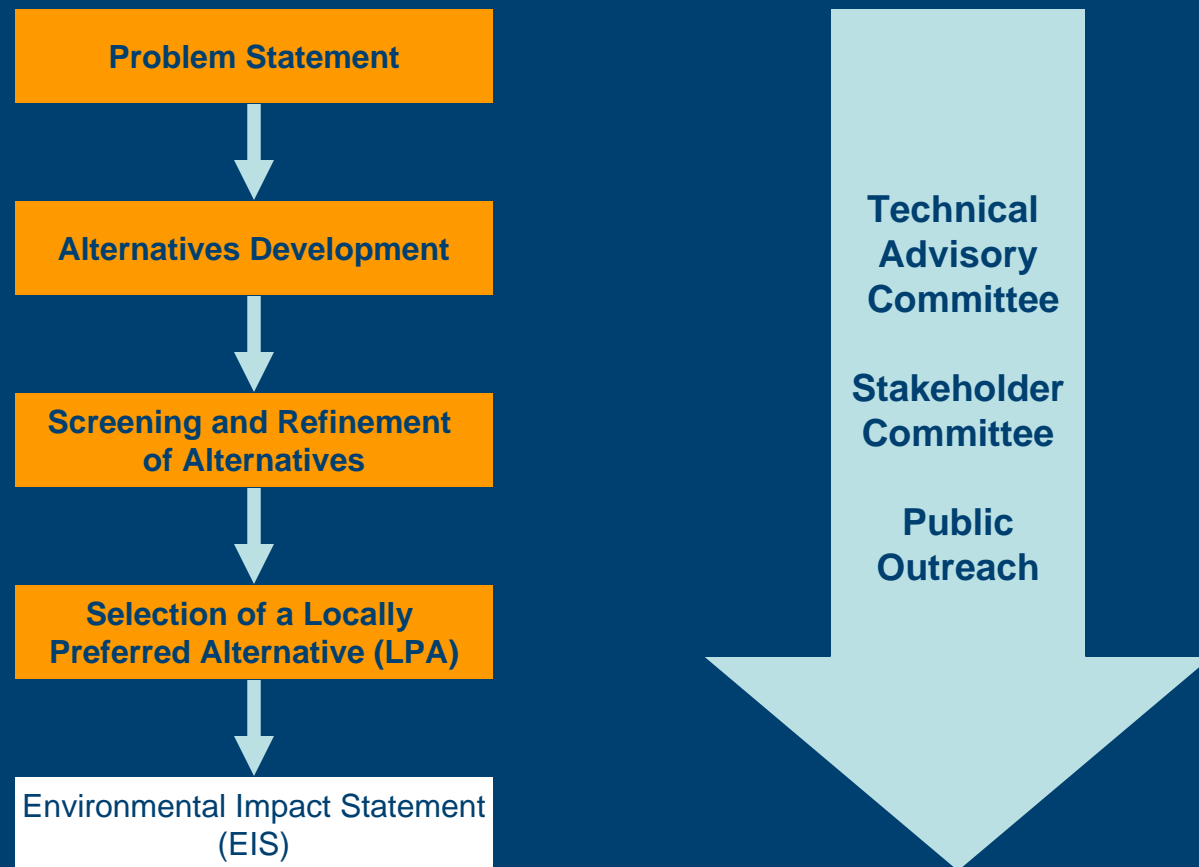 Problem Statement
Alternatives Development
Screening and Refinement
of Alternatives
Selection of a Locally
Preferred Alternative (LPA)
Environmental Impact Statement
(EIS)
Technical
Advisory
Committee
Stakeholder
Committee
Public
Outreach